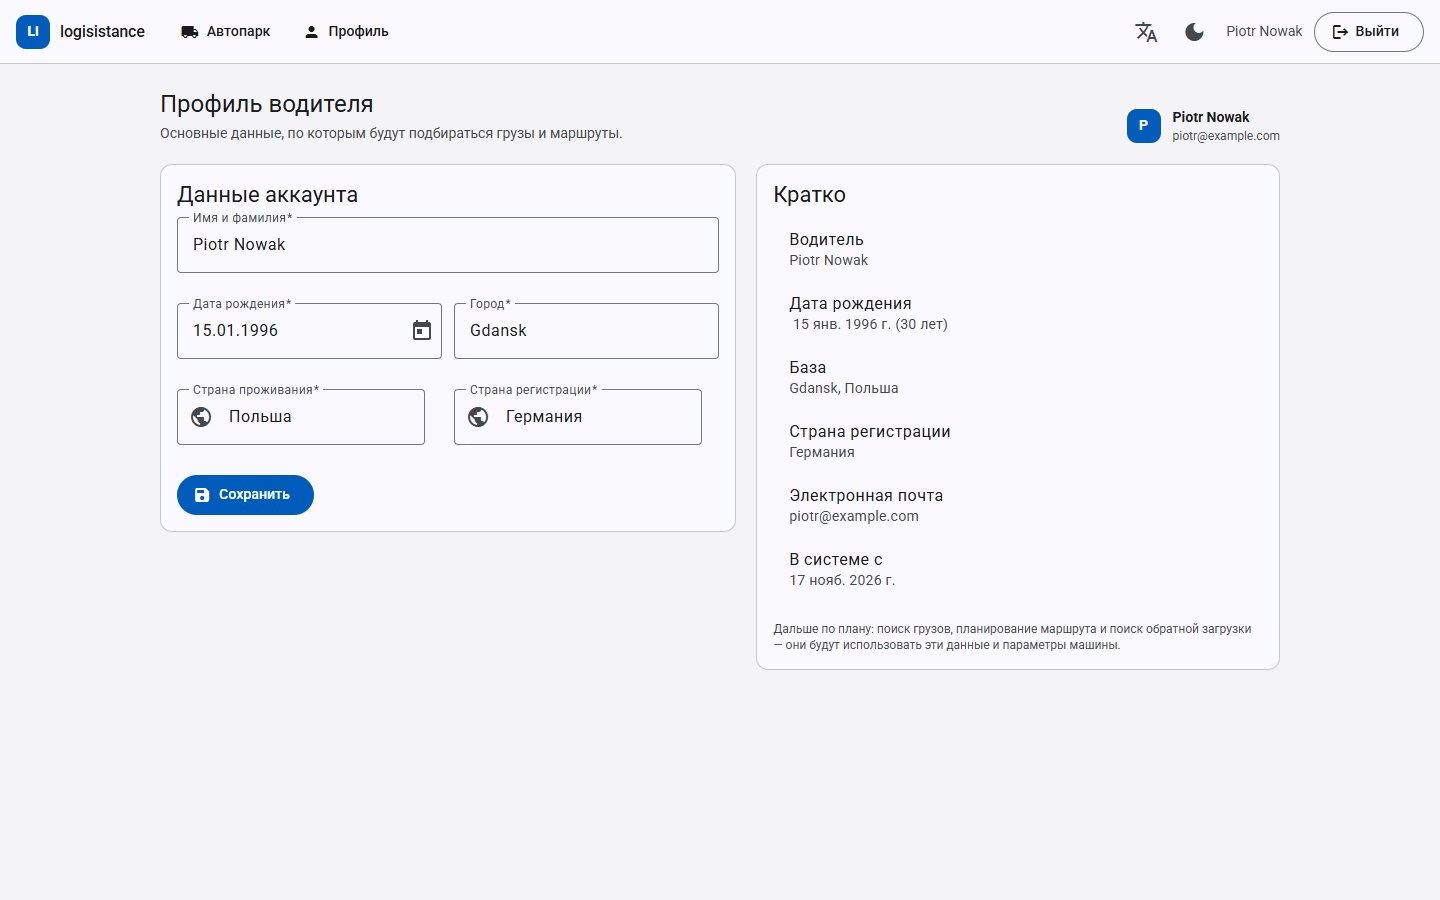 LI logisistance Автопарк Профиль Piotr Nowak Выйти
Профиль водителя
Основные данные, по которым будут подбираться грузы и маршруты.
P
Piotr Nowak
piotr@example.com
Данные аккаунта
Имя и фамилия*
Piotr Nowak
Дата рождения*
15.01.1996
Город*
Gdansk
Страна проживания*
Польша
Страна регистрации*
Германия
Сохранить
Кратко
Водитель
Piotr Nowak
Дата рождения
15 янв. 1996 г. (30 лет)
База
Gdansk, Польша
Страна регистрации
Германия
Электронная почта
piotr@example.com
В системе с
17 нояб. 2026 г.
Дальше по плану: поиск грузов, планирование маршрута и поиск обратной загрузки
— они будут использовать эти данные и параметры машины.